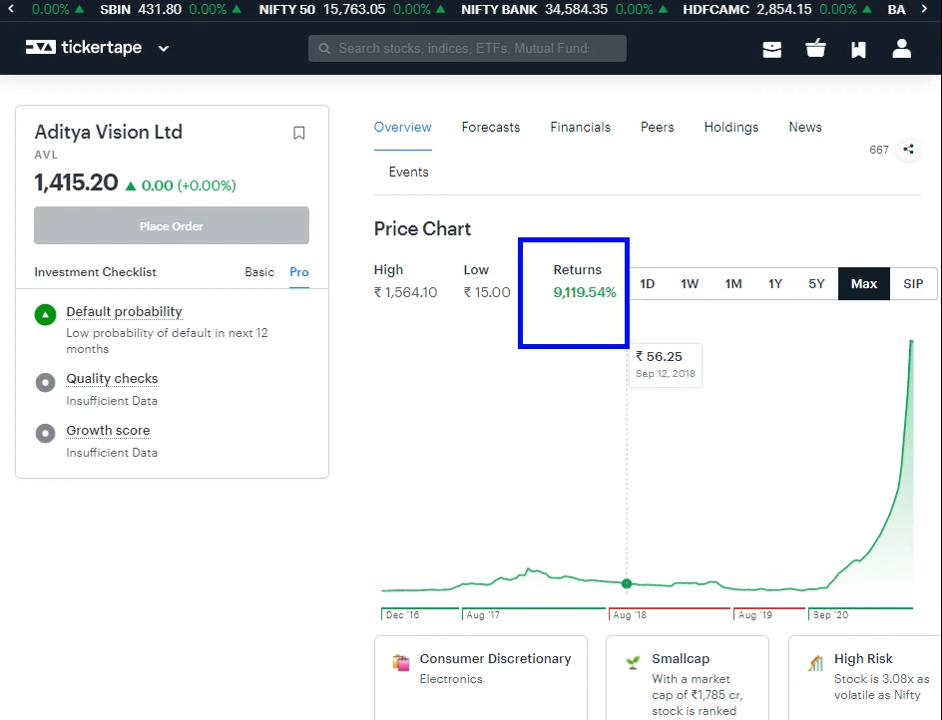 0.00% SBIN 431.80 0.00% NIFTY 50 15,763.05 0.00% NIFTY BANK 34,584.35 0.00% HDFCAMC 2,854.15 0.00% BA
tickertape
Search stocks, indices, ETFs, Mutual Funds
Aditya Vision Ltd
AVL
1,415.20 0.00 (+0.00%)
Place Order
Investment Checklist Basic Pro
Default probability
Low probability of default in next 12
months
Quality checks
Insufficient Data
Growth score
Insufficient Data
Overview Forecasts Financials Peers Holdings News
667
Events
Price Chart
High Low Returns
₹ 1,564.10 ₹ 15.00 9,119.54%
1D 1W 1M 1Y 5Y Max SIP
₹ 56.25
Sep 12, 2018
Dec '16 Aug '17 Aug '18 Aug '19 Sep '20
Consumer Discretionary
Electronics
Smallcap
With a market
cap of ₹1,785 cr,
stock is ranked
High Risk
Stock is 3.08x as
volatile as Nifty